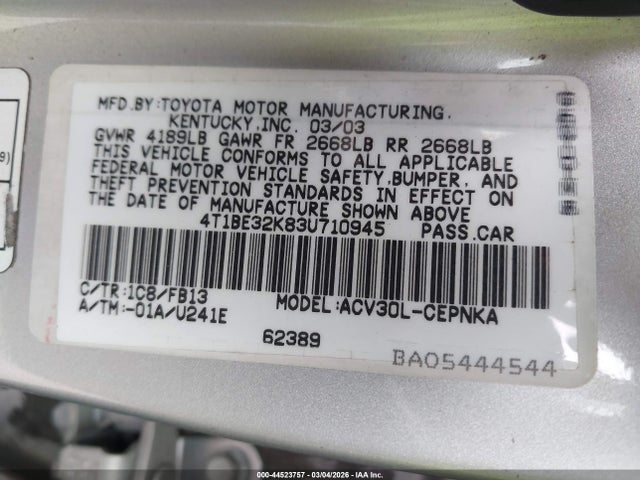 MFD.BY:TOYOTA MOTOR MANUFACTURING.
KENTUCKY,INC. 03/03
GVWR 4189LB GAWR FR 2668LB RR 2668LB
THIS VEHICLE CONFORMS TO ALL APPLICABLE
FEDERAL MOTOR VEHICLE SAFETY,BUMPER, AND
THEFT PREVENTION STANDARDS IN EFFECT ON
THE DATE OF MANUFACTURE SHOWN ABOVE.
4T1BE32K83U710945 PASS.CAR
C/TR:1C8/FB13 MODEL:ACV30L-CEPNKA
A/TM:-01A/U241E
62389
BA05444544
9)
000-44523757 - 03/04/2026 - IAA Inc.